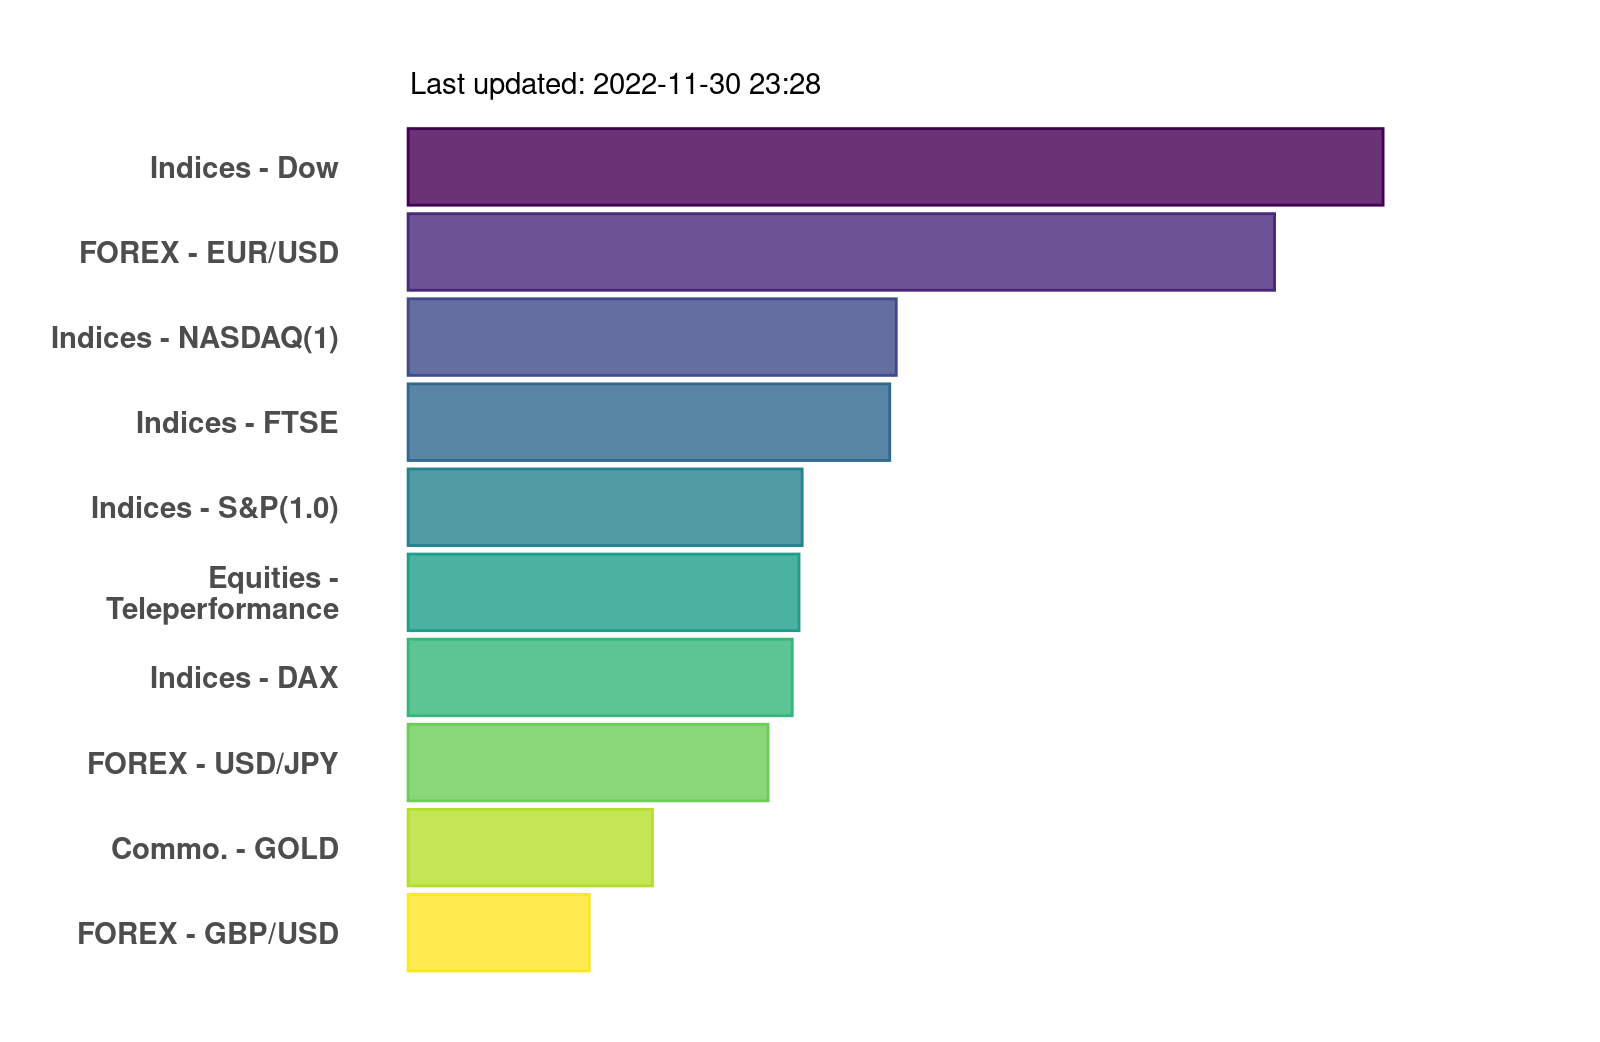 Last updated: 2022-11-30 23:28
Indices - Dow
FOREX - EUR/USD
Indices - NASDAQ(1)
Indices - FTSE
Indices - S&P(1.0)
Equities -
Teleperformance
Indices - DAX
FOREX - USD/JPY
Commo. - GOLD
FOREX - GBP/USD